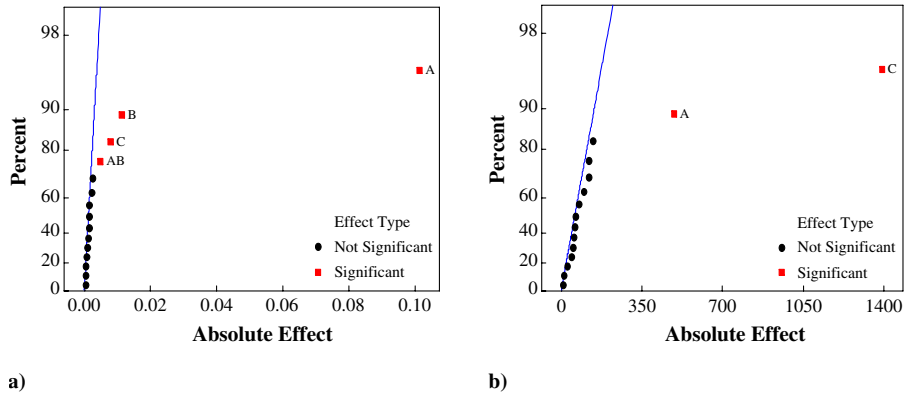 98
90
80
60
40
20
0
Percent
A
B
C
AB
Effect Type
Not Significant
Significant
0.00 0.02 0.04 0.06 0.08 0.10
Absolute Effect
a)
98
90
80
60
40
20
0
Percent
C
A
Effect Type
Not Significant
Significant
0 350 700 1050 1400
Absolute Effect
b)